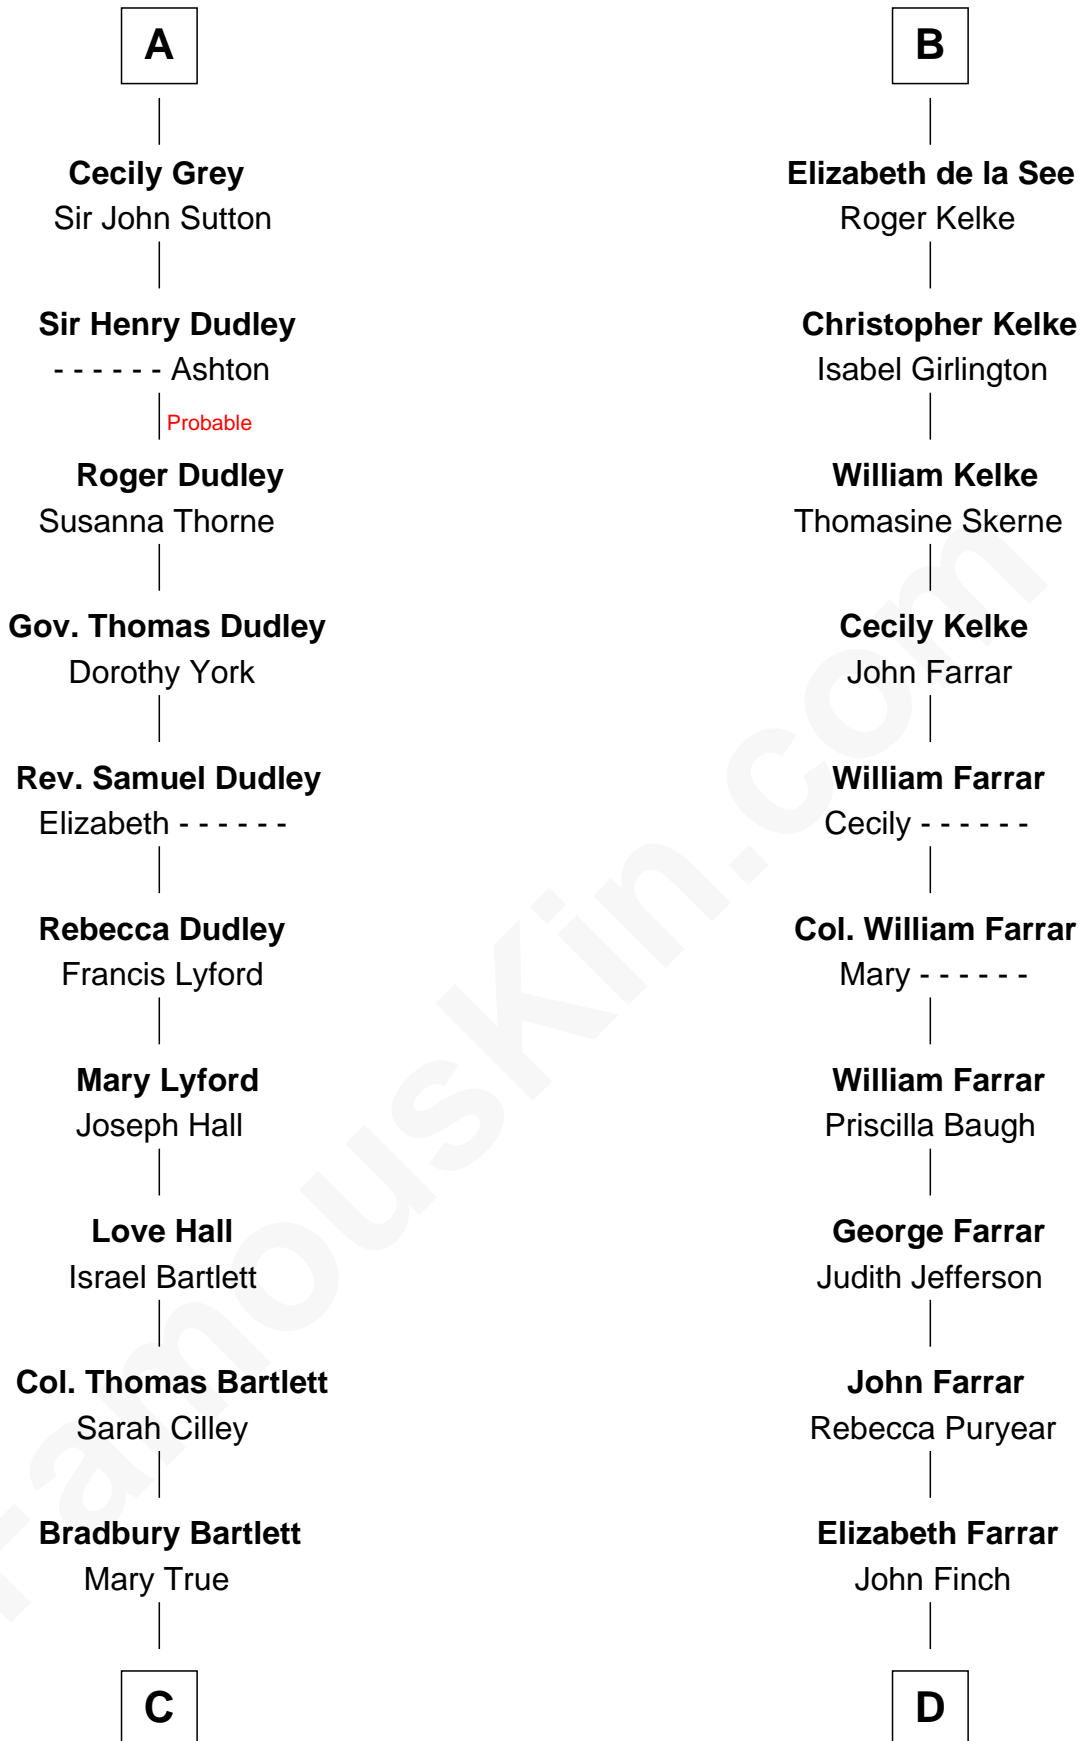 A
Cecily Grey
Sir John Sutton
Sir Henry Dudley
- - - - - - Ashton
Probable
Roger Dudley
Susanna Thorne
Gov. Thomas Dudley
Dorothy York
Rev. Samuel Dudley
Elizabeth - - - - - -
Rebecca Dudley
Francis Lyford
Mary Lyford
Joseph Hall
Love Hall
Israel Bartlett
Col. Thomas Bartlett
Sarah Cilley
Bradbury Bartlett
Mary True
C
B
Elizabeth de la See
Roger Kelke
Christopher Kelke
Isabel Girlington
William Kelke
Thomasine Skerne
Cecily Kelke
John Farrar
William Farrar
Cecily - - - - - -
Col. William Farrar
Mary - - - - - -
William Farrar
Priscilla Baugh
George Farrar
Judith Jefferson
John Farrar
Rebecca Puryear
Elizabeth Farrar
John Finch
D
FamousKin.com